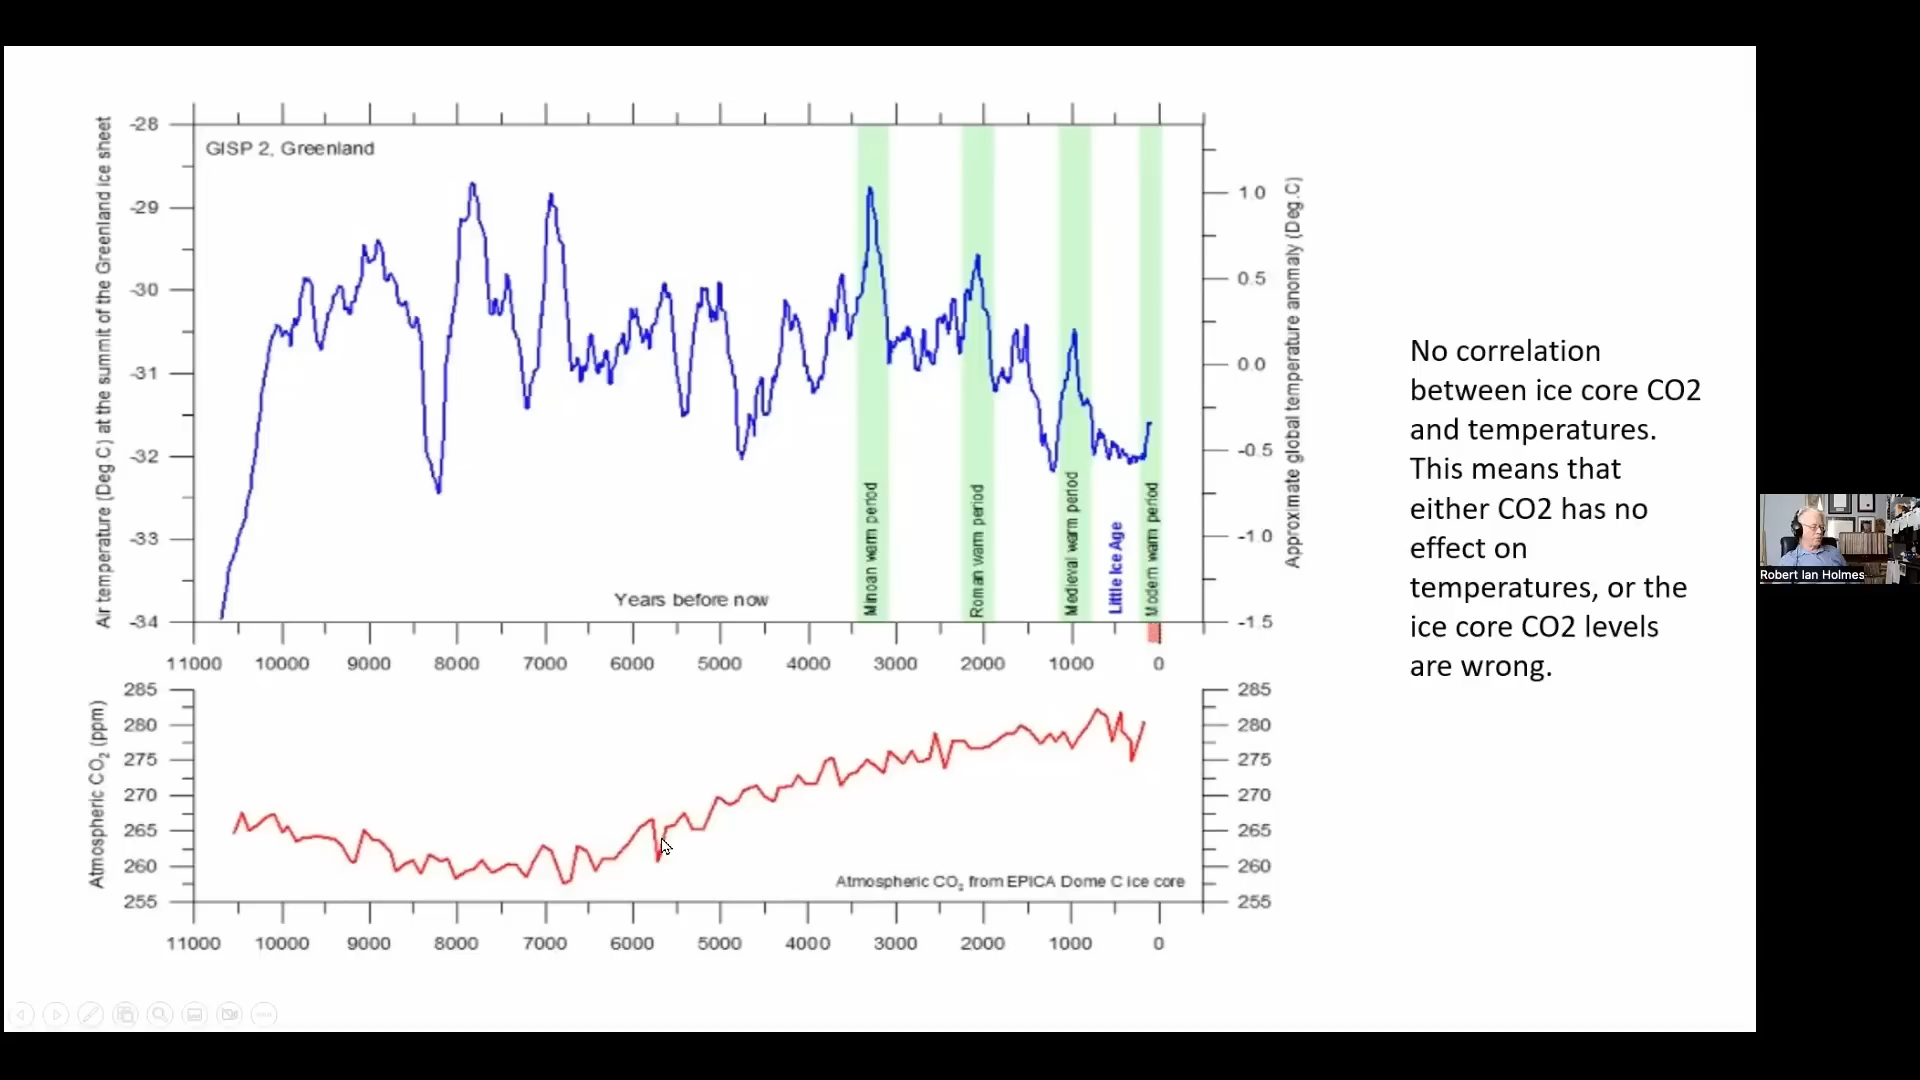 GISP 2, Greenland
Air temperature (Deg C) at the summit of the Greenland ice sheet
-28
-29
-30
-31
-32
-33
-34
1.0
0.5
0.0
-0.5
-1.0
-1.5
Approximate global temperature anomaly (Deg.C)
Minoan warm period
Roman warm period
Medieval warm period
Little Ice Age
Modern warm period
Years before now
11000 10000 9000 8000 7000 6000 5000 4000 3000 2000 1000 0
Atmospheric CO₂ (ppm)
285
280
275
270
265
260
255
285
280
275
270
265
260
255
Atmospheric CO₂ from EPICA Dome C ice core
11000 10000 9000 8000 7000 6000 5000 4000 3000 2000 1000 0
No correlation
between ice core CO2
and temperatures.
This means that
either CO2 has no
effect on
temperatures, or the
ice core CO2 levels
are wrong.
Robert Ian Holmes